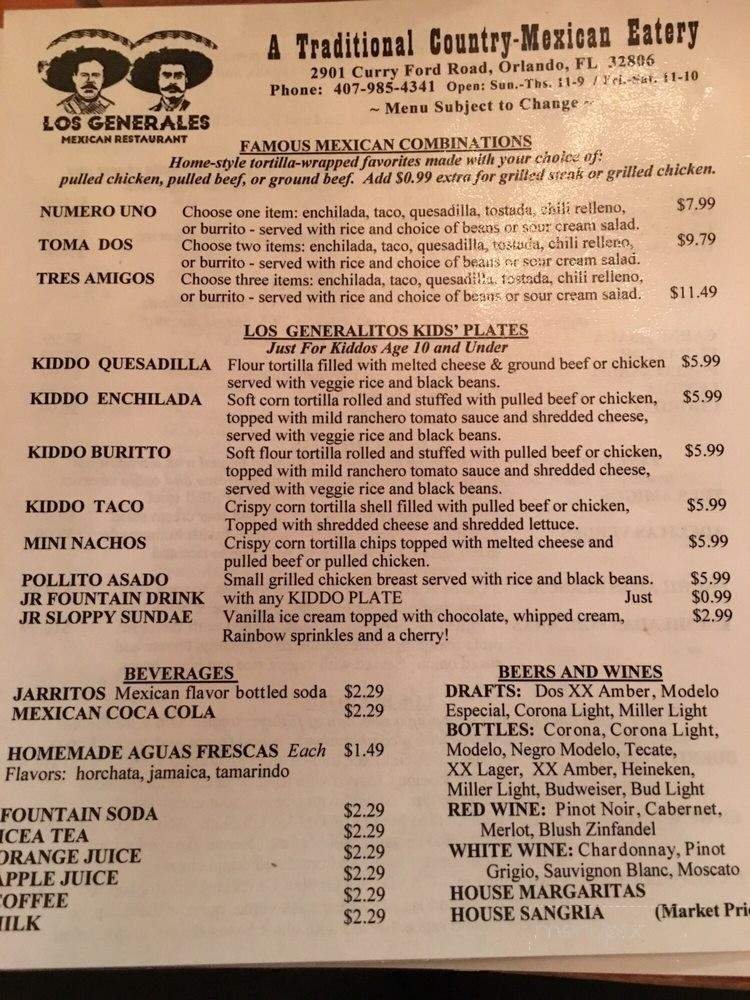 LOS GENERALES
MEXICAN RESTAURANT
A Traditional Country-Mexican Eatery
2901 Curry Ford Road, Orlando, FL 32806
Phone: 407-985-4341 Open: Sun.-Ths. 11-9 / Fri.-Sat. 11-10
~ Menu Subject to Change ~
FAMOUS MEXICAN COMBINATIONS
Home-style tortilla-wrapped favorites made with your choice of:
pulled chicken, pulled beef, or ground beef. Add $0.99 extra for grilled steak or grilled chicken.
NUMERO UNO Choose one item: enchilada, taco, quesadilla, tostada, chili relleno, $7.99
or burrito - served with rice and choice of beans or sour cream salad.
TOMA DOS Choose two items: enchilada, taco, quesadilla, tostada, chili relleno, $9.79
or burrito - served with rice and choice of beans or sour cream salad.
TRES AMIGOS Choose three items: enchilada, taco, quesadilla, tostada, chili relleno,
or burrito - served with rice and choice of beans or sour cream salad. $11.49
LOS GENERALITOS KIDS' PLATES
Just For Kiddos Age 10 and Under
KIDDO QUESADILLA Flour tortilla filled with melted cheese & ground beef or chicken $5.99
served with veggie rice and black beans.
KIDDO ENCHILADA Soft corn tortilla rolled and stuffed with pulled beef or chicken, $5.99
topped with mild ranchero tomato sauce and shredded cheese,
served with veggie rice and black beans.
KIDDO BURITTO Soft flour tortilla rolled and stuffed with pulled beef or chicken, $5.99
topped with mild ranchero tomato sauce and shredded cheese,
served with veggie rice and black beans.
KIDDO TACO Crispy corn tortilla shell filled with pulled beef or chicken, $5.99
Topped with shredded cheese and shredded lettuce.
MINI NACHOS Crispy corn tortilla chips topped with melted cheese and $5.99
pulled beef or pulled chicken.
POLLITO ASADO Small grilled chicken breast served with rice and black beans. $5.99
JR FOUNTAIN DRINK with any KIDDO PLATE Just $0.99
JR SLOPPY SUNDAE Vanilla ice cream topped with chocolate, whipped cream, $2.99
Rainbow sprinkles and a cherry!
BEVERAGES
JARRITOS Mexican flavor bottled soda $2.29
MEXICAN COCA COLA $2.29
HOMEMADE AGUAS FRESCAS Each $1.49
Flavors: horchata, jamaica, tamarindo
FOUNTAIN SODA $2.29
ICEA TEA $2.29
ORANGE JUICE $2.29
APPLE JUICE $2.29
COFFEE $2.29
MILK $2.29
BEERS AND WINES
DRAFTS: Dos XX Amber, Modelo
Especial, Corona Light, Miller Light
BOTTLES: Corona, Corona Light,
Modelo, Negro Modelo, Tecate,
XX Lager, XX Amber, Heineken,
Miller Light, Budweiser, Bud Light
RED WINE: Pinot Noir, Cabernet,
Merlot, Blush Zinfandel
WHITE WINE: Chardonnay, Pinot
Grigio, Sauvignon Blanc, Moscato
HOUSE MARGARITAS
HOUSE SANGRIA (Market Pri